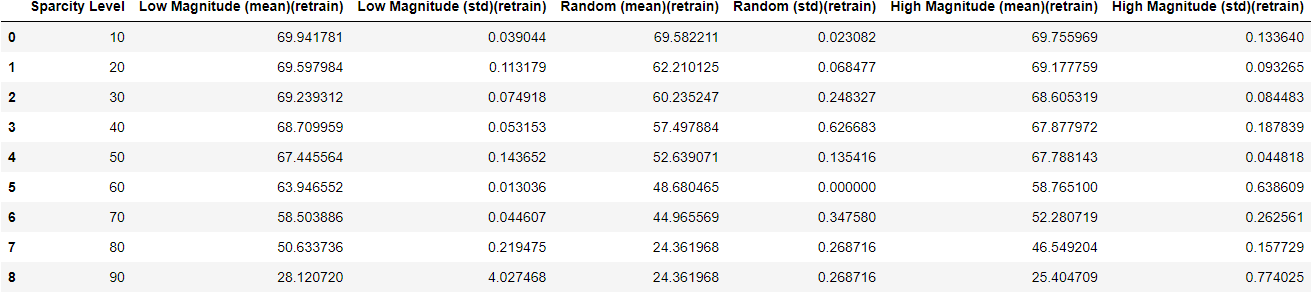 Sparcity Level Low Magnitude (mean)(retrain) Low Magnitude (std)(retrain) Random (mean)(retrain) Random (std)(retrain) High Magnitude (mean)(retrain) High Magnitude (std)(retrain)
0 10 69.941781 0.039044 69.582211 0.023082 69.755969 0.133640
1 20 69.597984 0.113179 62.210125 0.068477 69.177759 0.093265
2 30 69.239312 0.074918 60.235247 0.248327 68.605319 0.084483
3 40 68.709959 0.053153 57.497884 0.626683 67.877972 0.187839
4 50 67.445564 0.143652 52.639071 0.135416 67.788143 0.044818
5 60 63.946552 0.013036 48.680465 0.000000 58.765100 0.638609
6 70 58.503886 0.044607 44.965569 0.347580 52.280719 0.262561
7 80 50.633736 0.219475 24.361968 0.268716 46.549204 0.157729
8 90 28.120720 4.027468 24.361968 0.268716 25.404709 0.774025